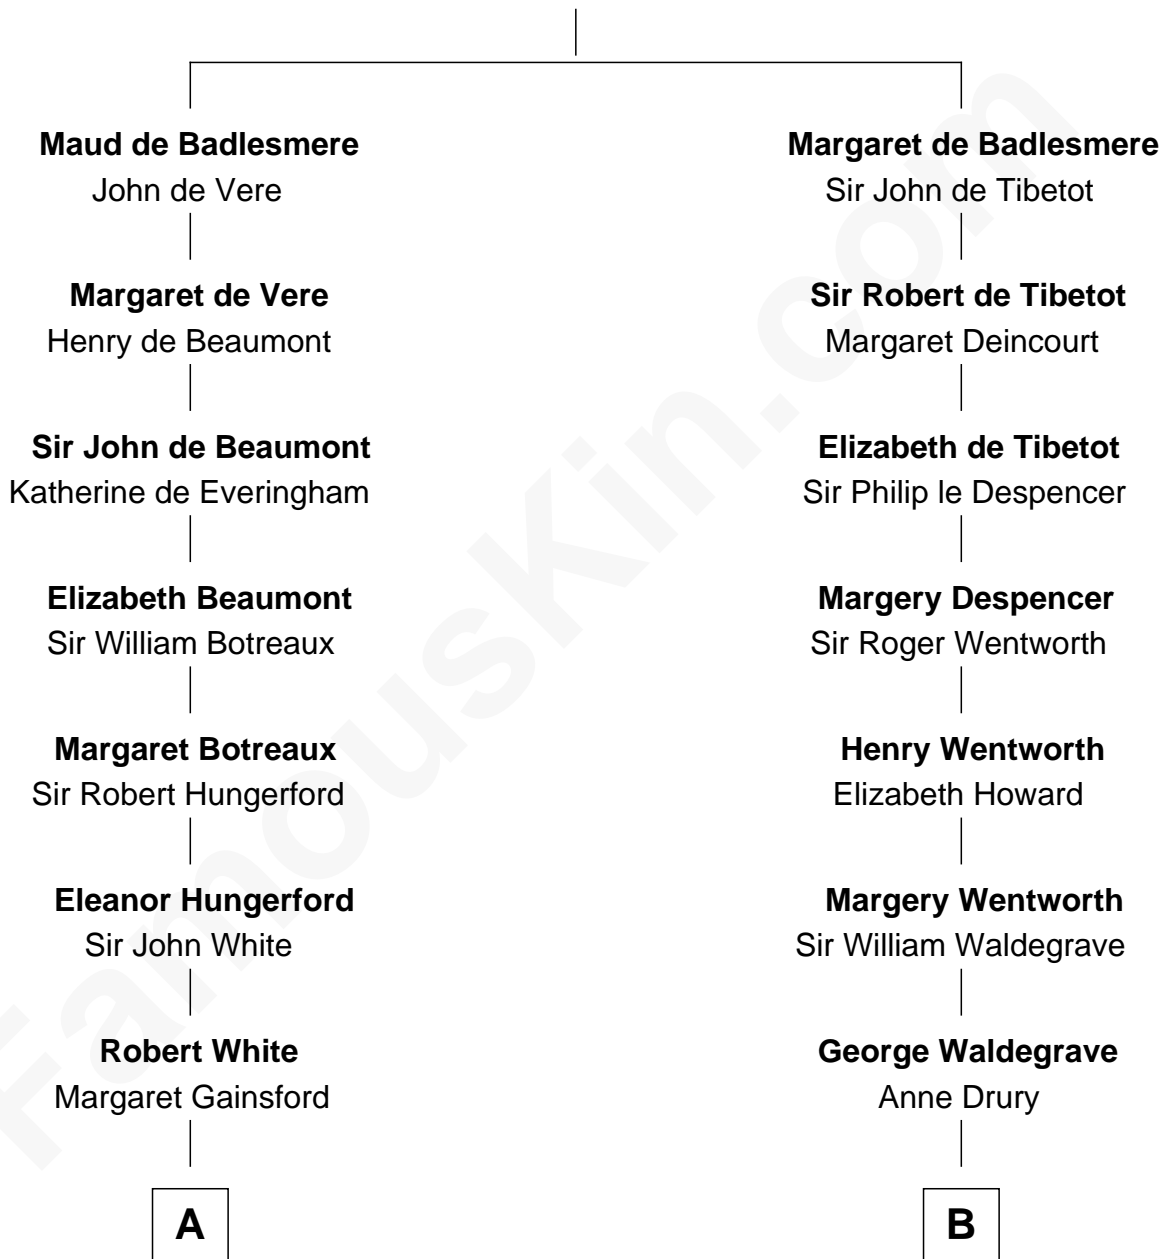 Maud de Badlesmere
John de Vere
Margaret de Vere
Henry de Beaumont
Sir John de Beaumont
Katherine de Everingham
Elizabeth Beaumont
Sir William Botreaux
Margaret Botreaux
Sir Robert Hungerford
Eleanor Hungerford
Sir John White
Robert White
Margaret Gainsford
A
Margaret de Badlesmere
Sir John de Tibetot
Sir Robert de Tibetot
Margaret Deincourt
Elizabeth de Tibetot
Sir Philip le Despencer
Margery Despencer
Sir Roger Wentworth
Henry Wentworth
Elizabeth Howard
Margery Wentworth
Sir William Waldegrave
George Waldegrave
Anne Drury
B
FamousKin.com